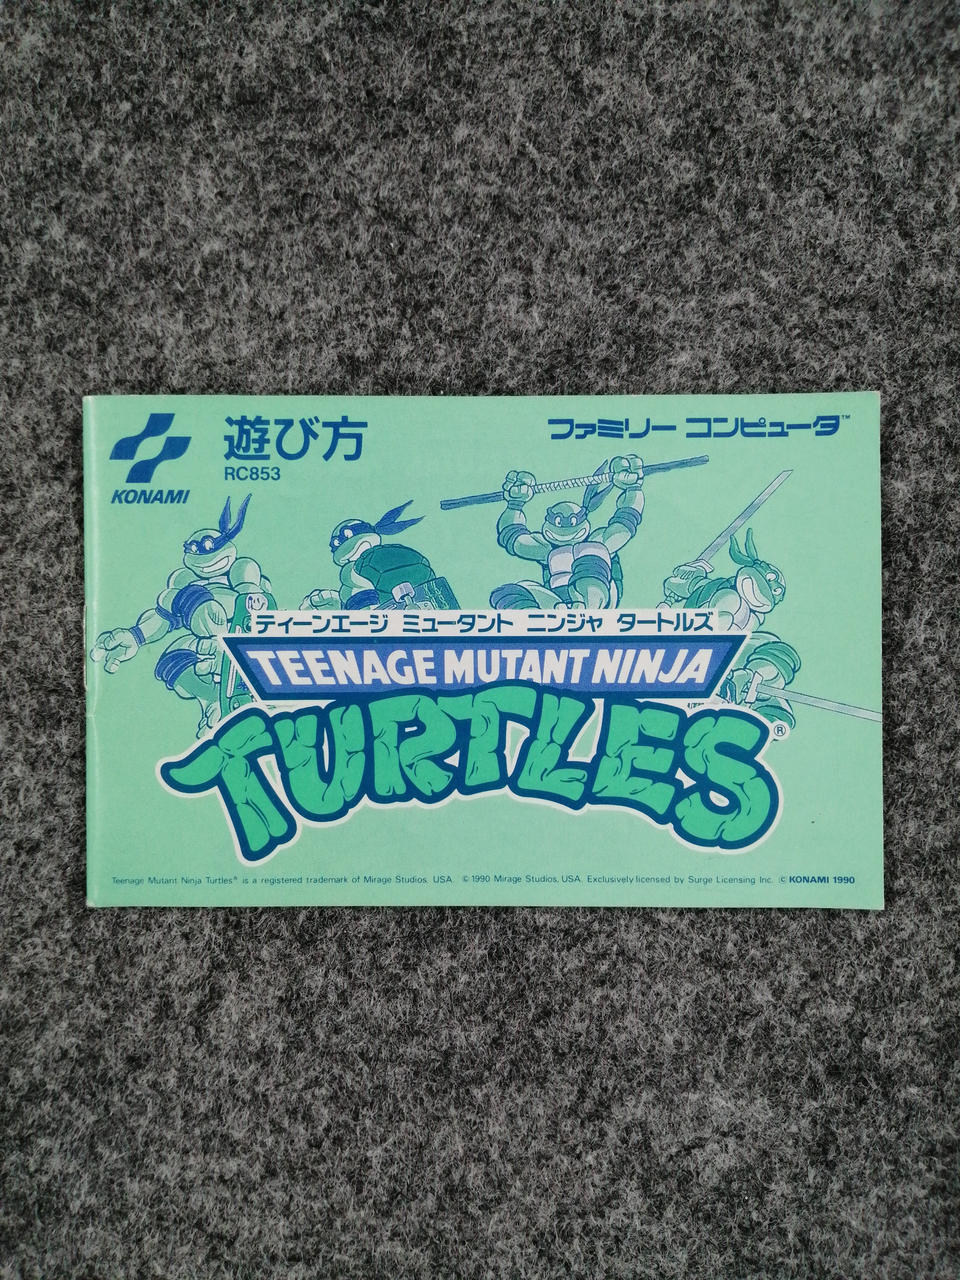 KONAMI
遊び方
RC853
ファミリー コンピュータ™
ティーンエージ ミュータント ニンジャ タートルズ
TEENAGE MUTANT NINJA
TURTLES®
Teenage Mutant Ninja Turtles® is a registered trademark of Mirage Studios. USA. ©1990 Mirage Studios, USA. Exclusively licensed by Surge Licensing Inc. ©KONAMI 1990